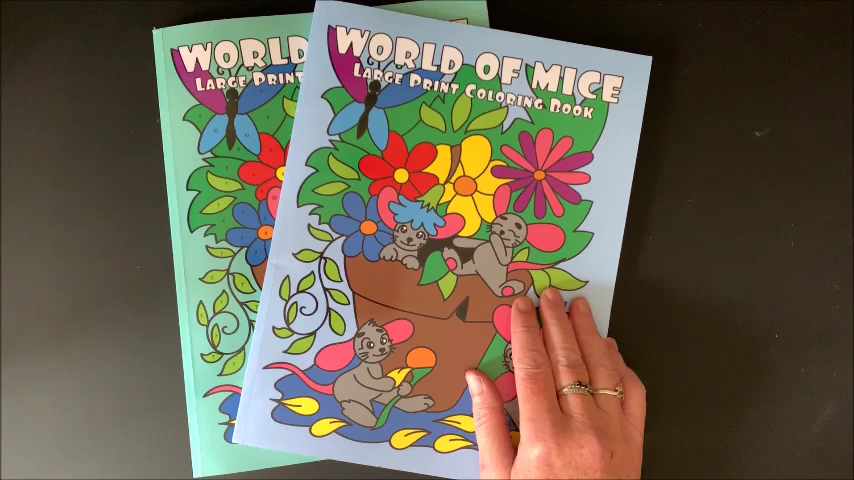 WORLD
LARGE PRINT
WORLD OF MICE
LARGE PRINT COLORING BOOK